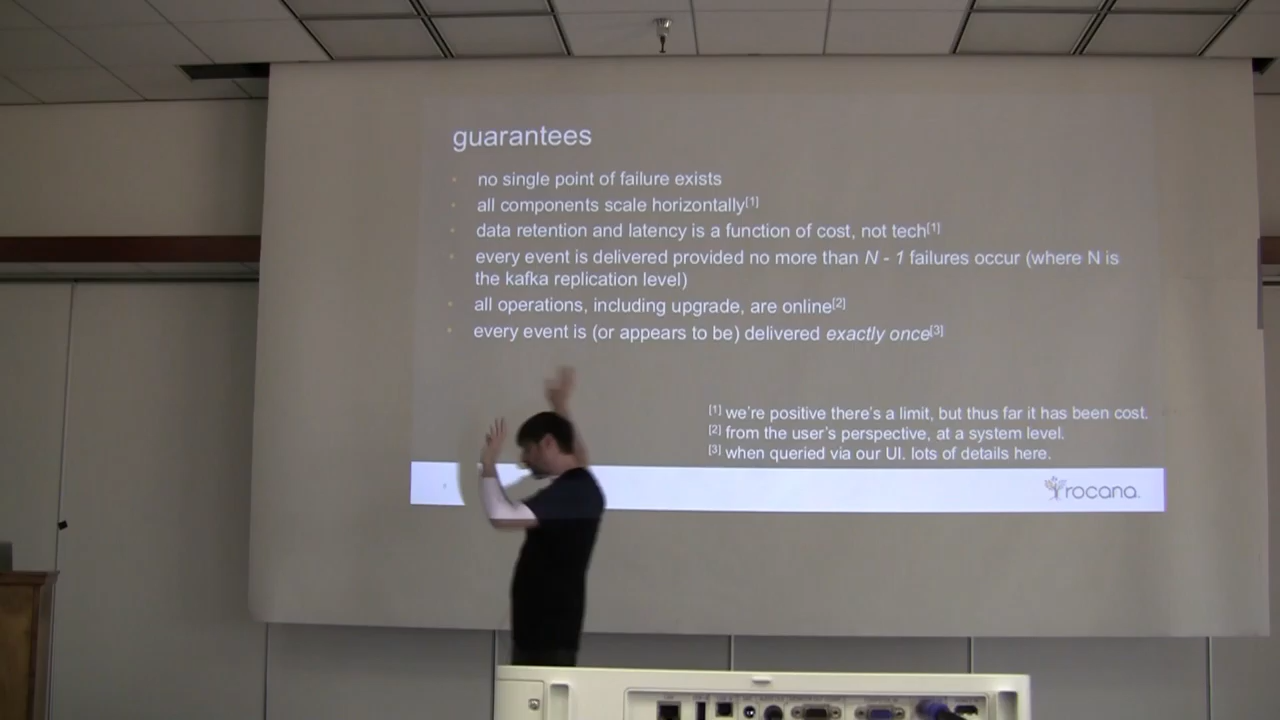 guarantees
no single point of failure exists
all components scale horizontally[1]
data retention and latency is a function of cost, not tech[1]
every event is delivered provided no more than N - 1 failures occur (where N is
the kafka replication level)
all operations, including upgrade, are online[2]
every event is (or appears to be) delivered exactly once[3]
[1] we're positive there's a limit, but thus far it has been cost.
[2] from the user's perspective, at a system level.
[3] when queried via our UI. lots of details here.
rocana.